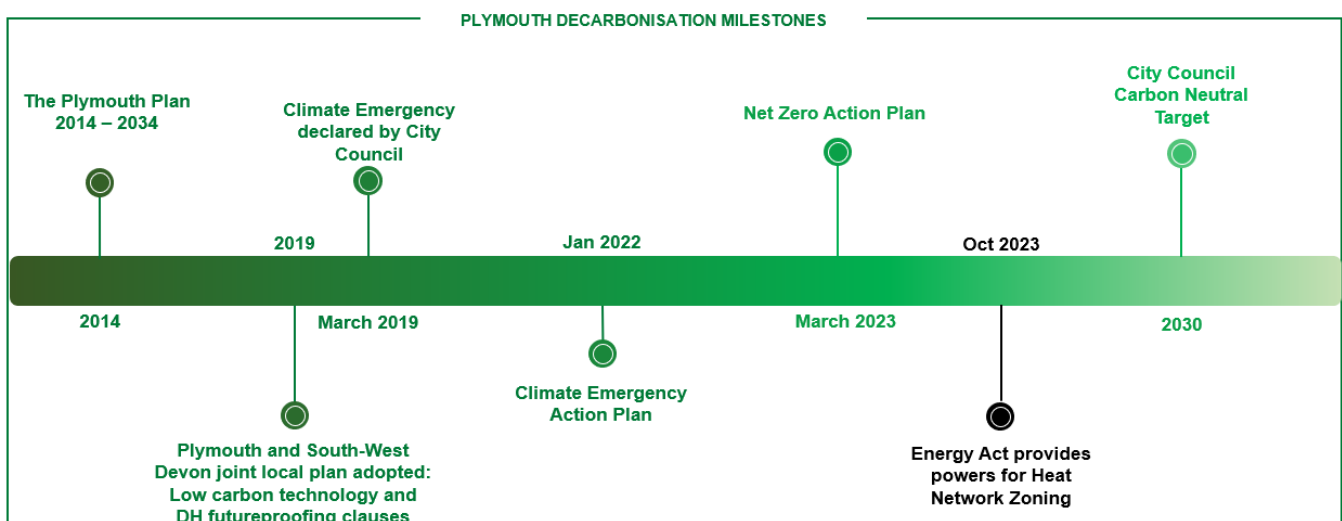 PLYMOUTH DECARBONISATION MILESTONES
The Plymouth Plan
2014 – 2034
Climate Emergency
declared by City
Council
Net Zero Action Plan
City Council
Carbon Neutral
Target
2019
Jan 2022
Oct 2023
2014
March 2019
March 2023
2030
Plymouth and South-West
Devon joint local plan adopted:
Low carbon technology and
DH futureproofing clauses
Climate Emergency
Action Plan
Energy Act provides
powers for Heat
Network Zoning